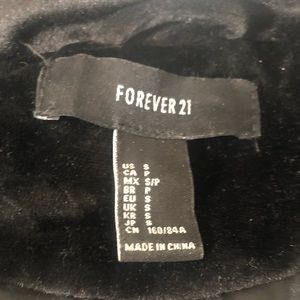 FOREVER 21
US S
CA P
MX S/P
BR P
EU S
UK S
KR S
JP S
CN 160/84A
MADE IN CHINA